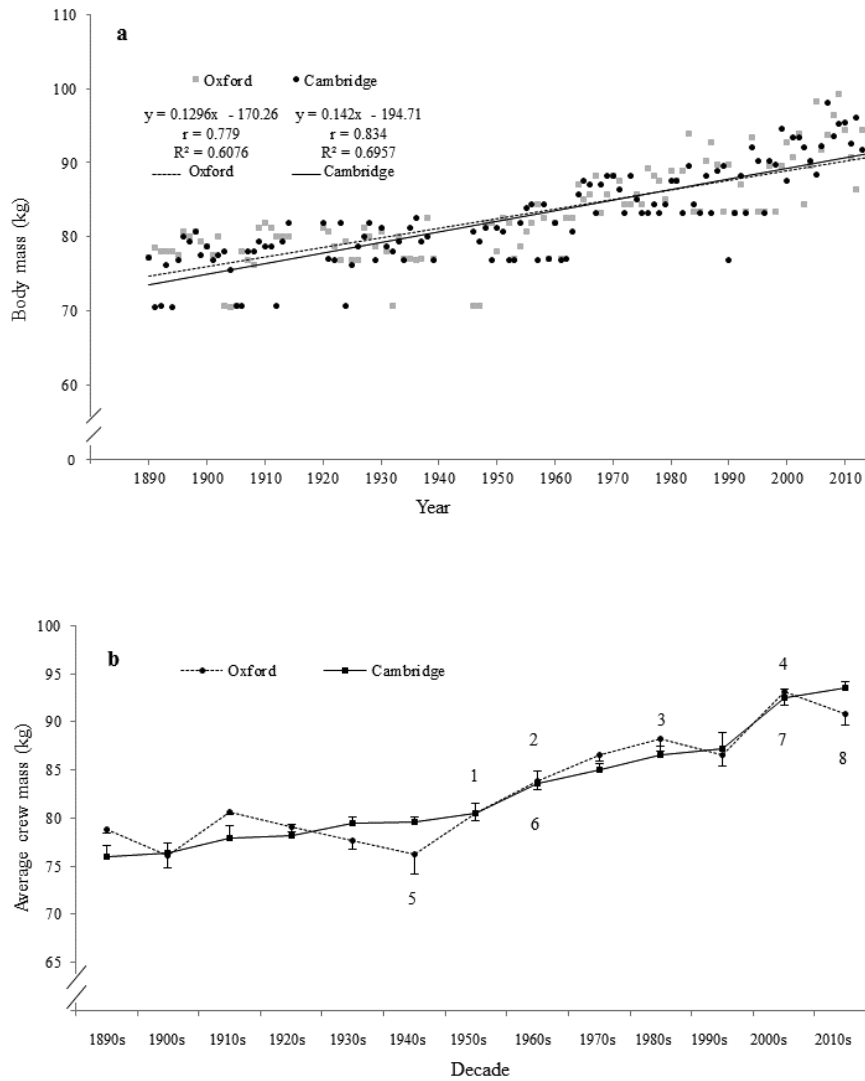 110
a
100
Oxford Cambridge
y = 0.1296x - 170.26 y = 0.142x - 194.71
r = 0.779 r = 0.834
R² = 0.6076 R² = 0.6957
Oxford Cambridge
90
80
70
60
0
Body mass (kg)
1890 1900 1910 1920 1930 1940 1950 1960 1970 1980 1990 2000 2010
Year
100
b
Oxford Cambridge
95
90
85
80
75
70
65
Average crew mass (kg)
1 2 3 4
5 6 7 8
1890s 1900s 1910s 1920s 1930s 1940s 1950s 1960s 1970s 1980s 1990s 2000s 2010s
Decade